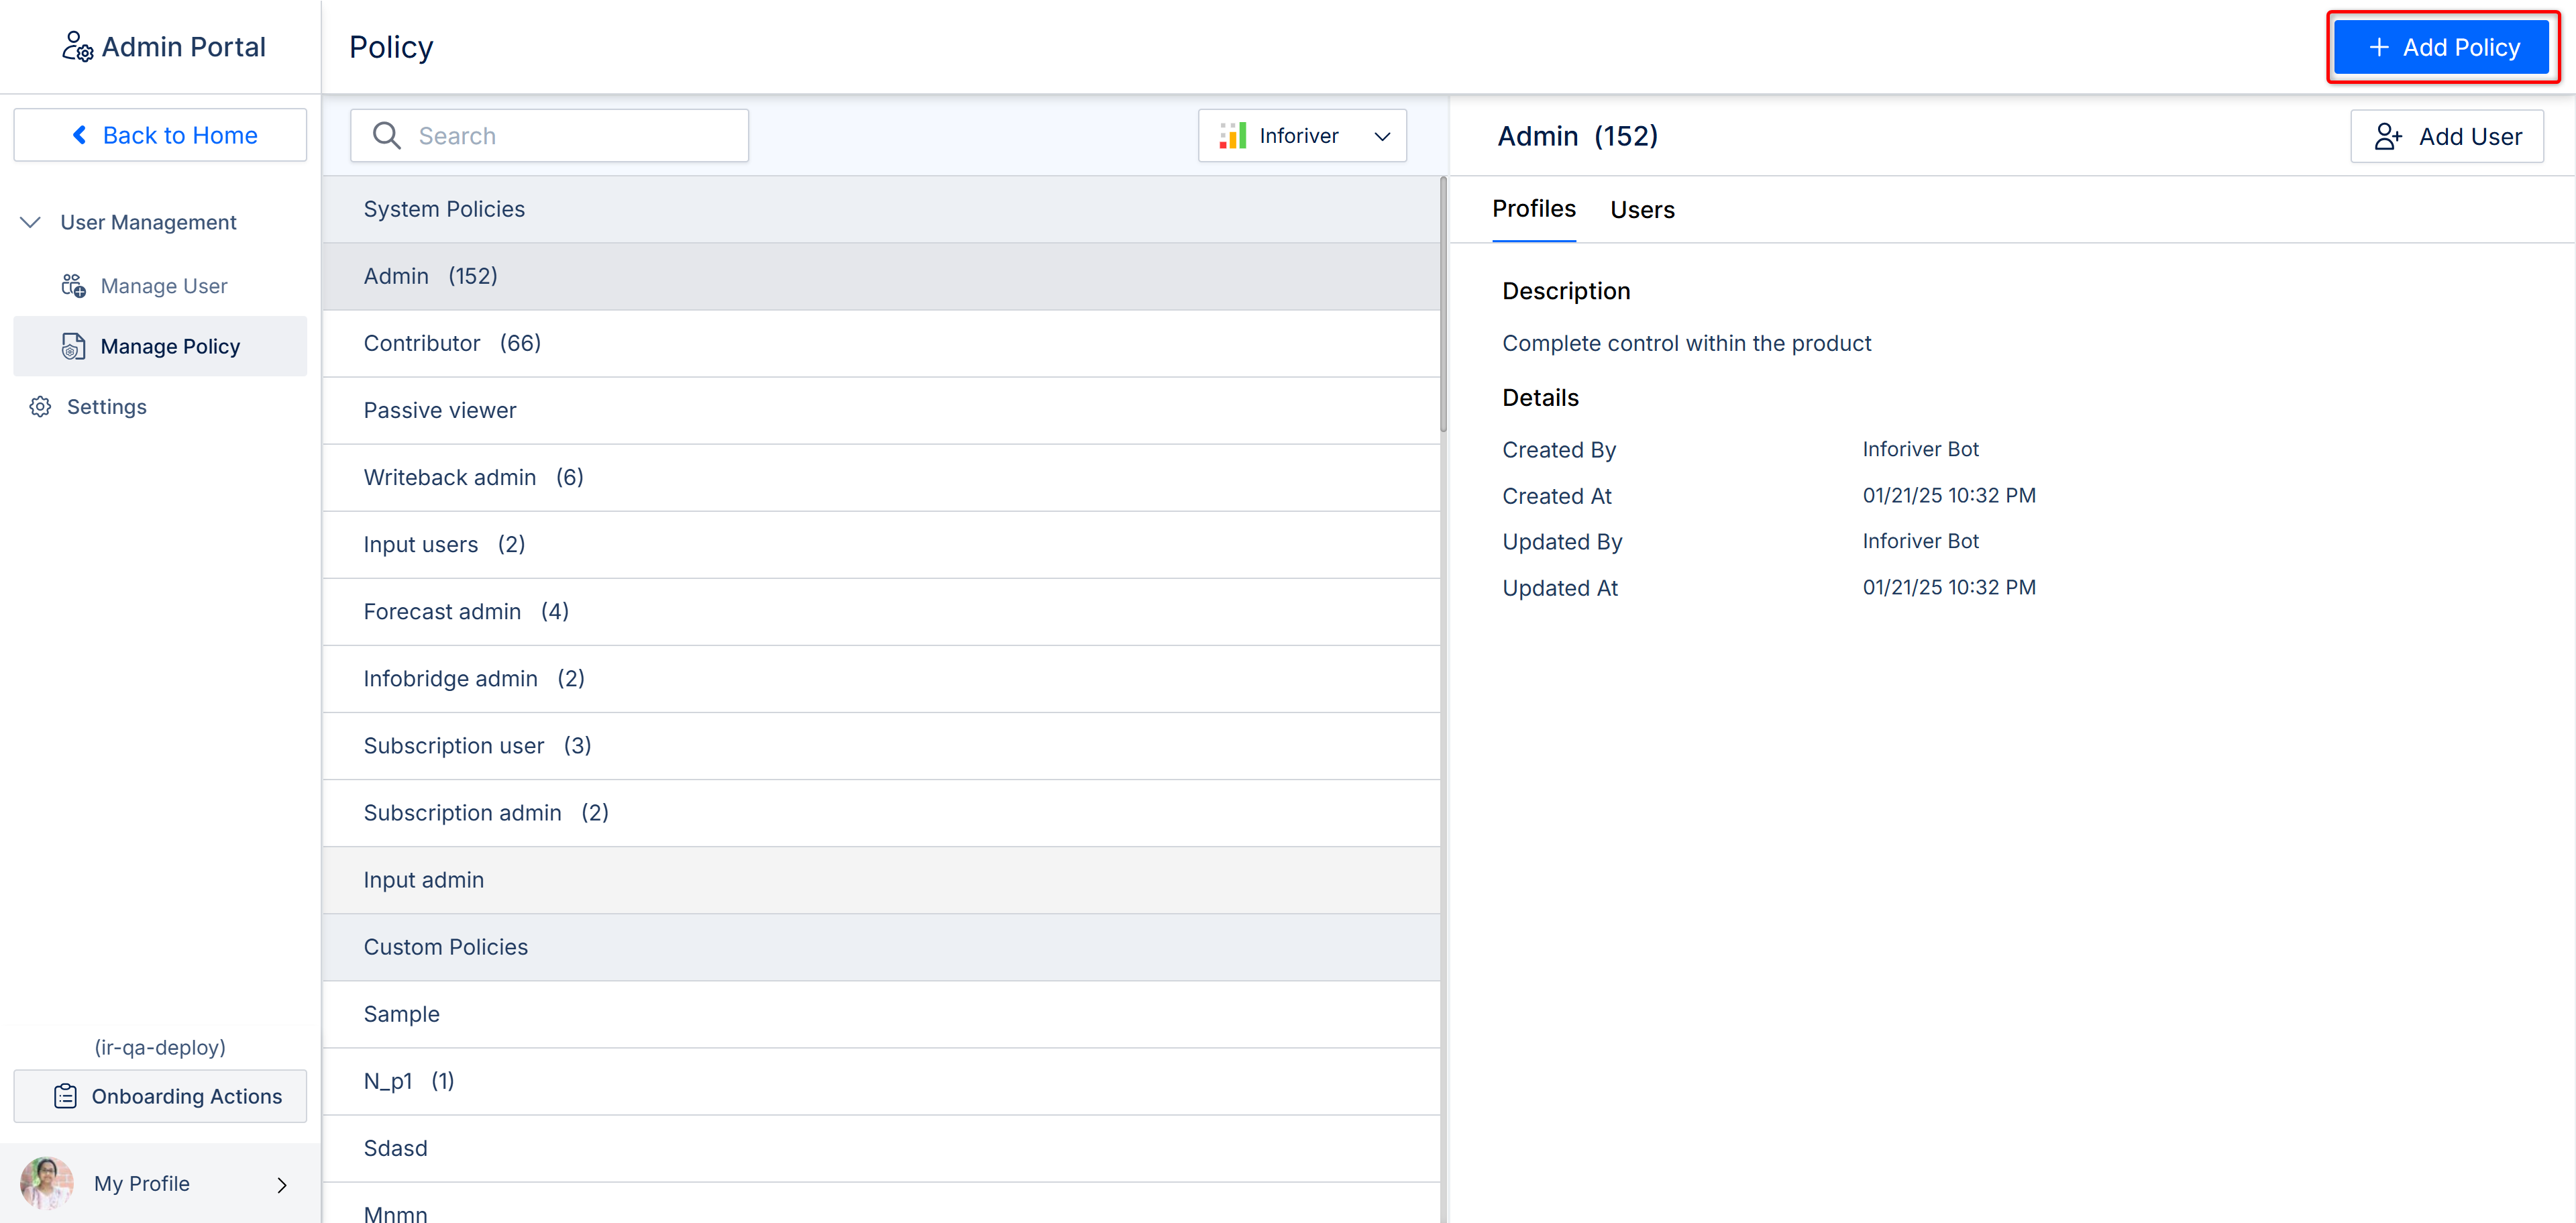 Admin Portal
Policy
+ Add Policy
Back to Home
User Management
Manage User
Manage Policy
Settings
(ir-qa-deploy)
Onboarding Actions
My Profile
Search
Inforiver
System Policies
Admin (152)
Contributor (66)
Passive viewer
Writeback admin (6)
Input users (2)
Forecast admin (4)
Infobridge admin (2)
Subscription user (3)
Subscription admin (2)
Input admin
Custom Policies
Sample
N_p1 (1)
Sdasd
Mnmn
Admin (152)
Add User
Profiles Users
Description
Complete control within the product
Details
Created By Inforiver Bot
Created At 01/21/25 10:32 PM
Updated By Inforiver Bot
Updated At 01/21/25 10:32 PM